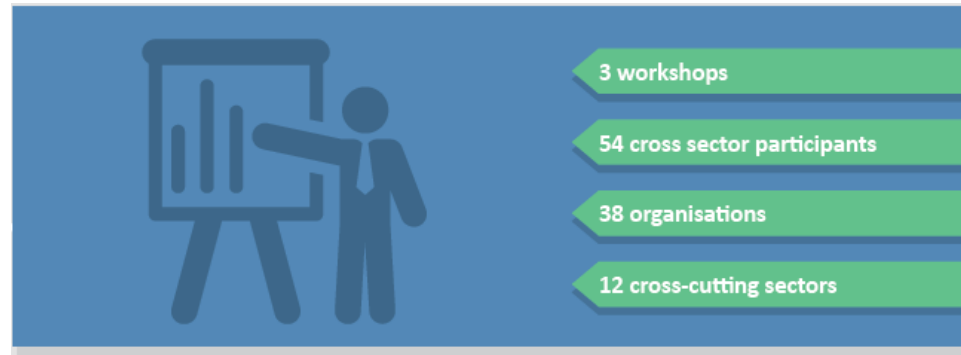 3 workshops
54 cross sector participants
38 organisations
12 cross-cutting sectors